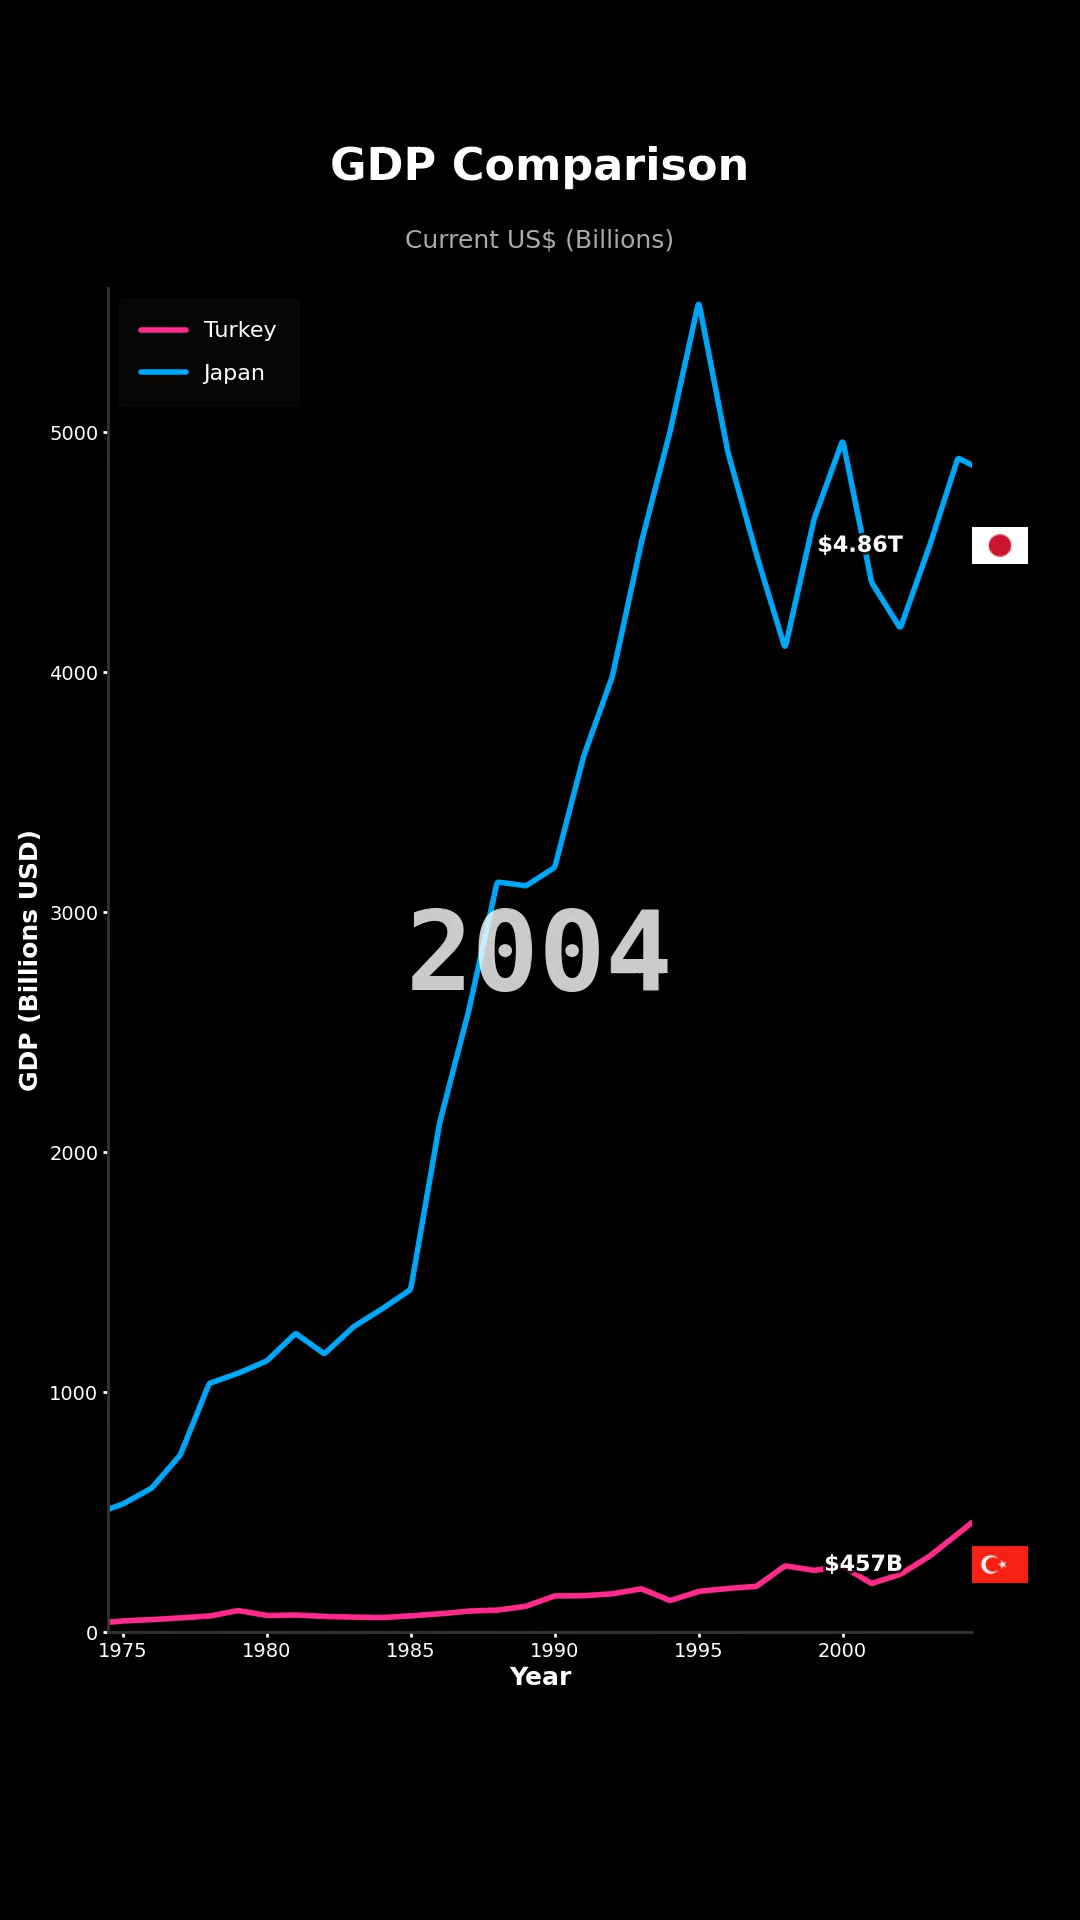 GDP Comparison
Current US$ (Billions)
Turkey
Japan
5000
$4.86T
4000
GDP (Billions USD)
3000
2004
2000
1000
$457B
0
1975 1980 1985 1990 1995 2000
Year